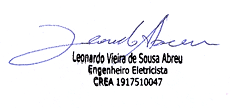 Leonardo Vieira de Sousa Abreu
Engenheiro Eletricista
CREA 1917510047